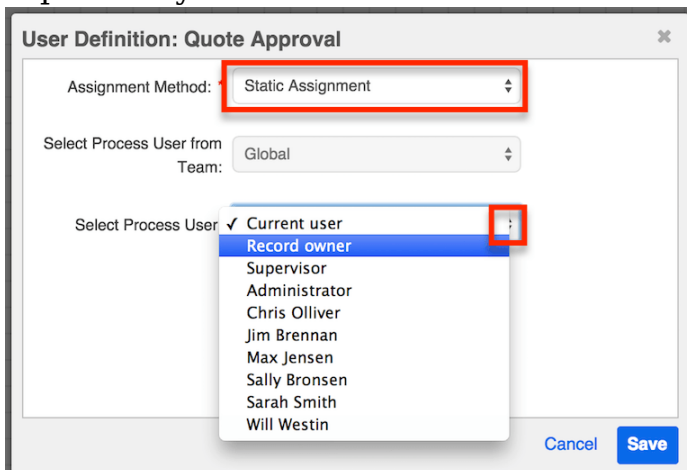 User Definition: Quote Approval
Assignment Method: * Static Assignment
Select Process User from
Team:
Global
Select Process User ✓ Current user
Record owner
Supervisor
Administrator
Chris Olliver
Jim Brennan
Max Jensen
Sally Bronsen
Sarah Smith
Will Westin
Cancel Save